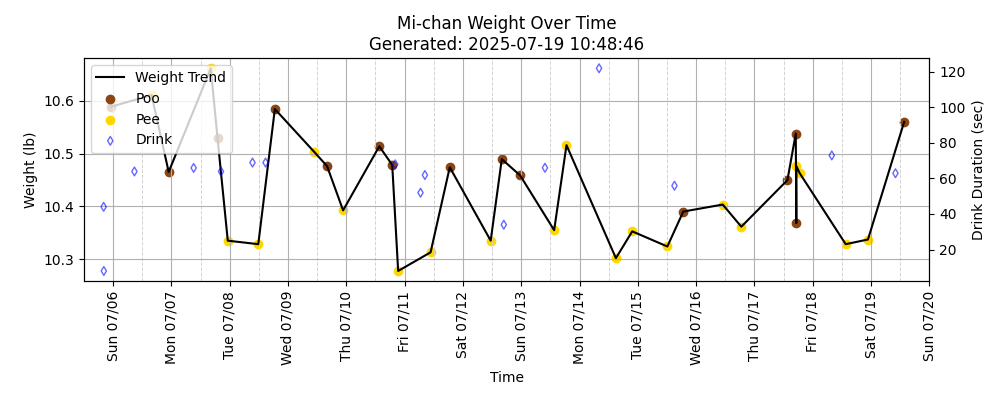 Mi-chan Weight Over Time
Generated: 2025-07-19 10:48:46
Weight Trend
Poo
Pee
Drink
Weight (lb)
10.6
10.5
10.4
10.3
120
100
80
60
40
20
Drink Duration (sec)
Sun 07/06
Mon 07/07
Tue 07/08
Wed 07/09
Thu 07/10
Fri 07/11
Sat 07/12
Sun 07/13
Mon 07/14
Tue 07/15
Wed 07/16
Thu 07/17
Fri 07/18
Sat 07/19
Sun 07/20
Time